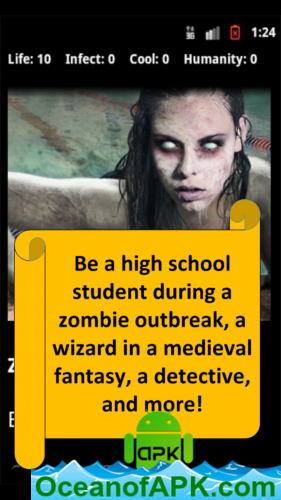 3G 1:24
Life: 10 Infect: 0 Cool: 0 Humanity: 0
Be a high school
student during a
zombie outbreak, a
wizard in a medieval
fantasy, a detective,
and more!
Z
E
apk
OceanofAPK.com